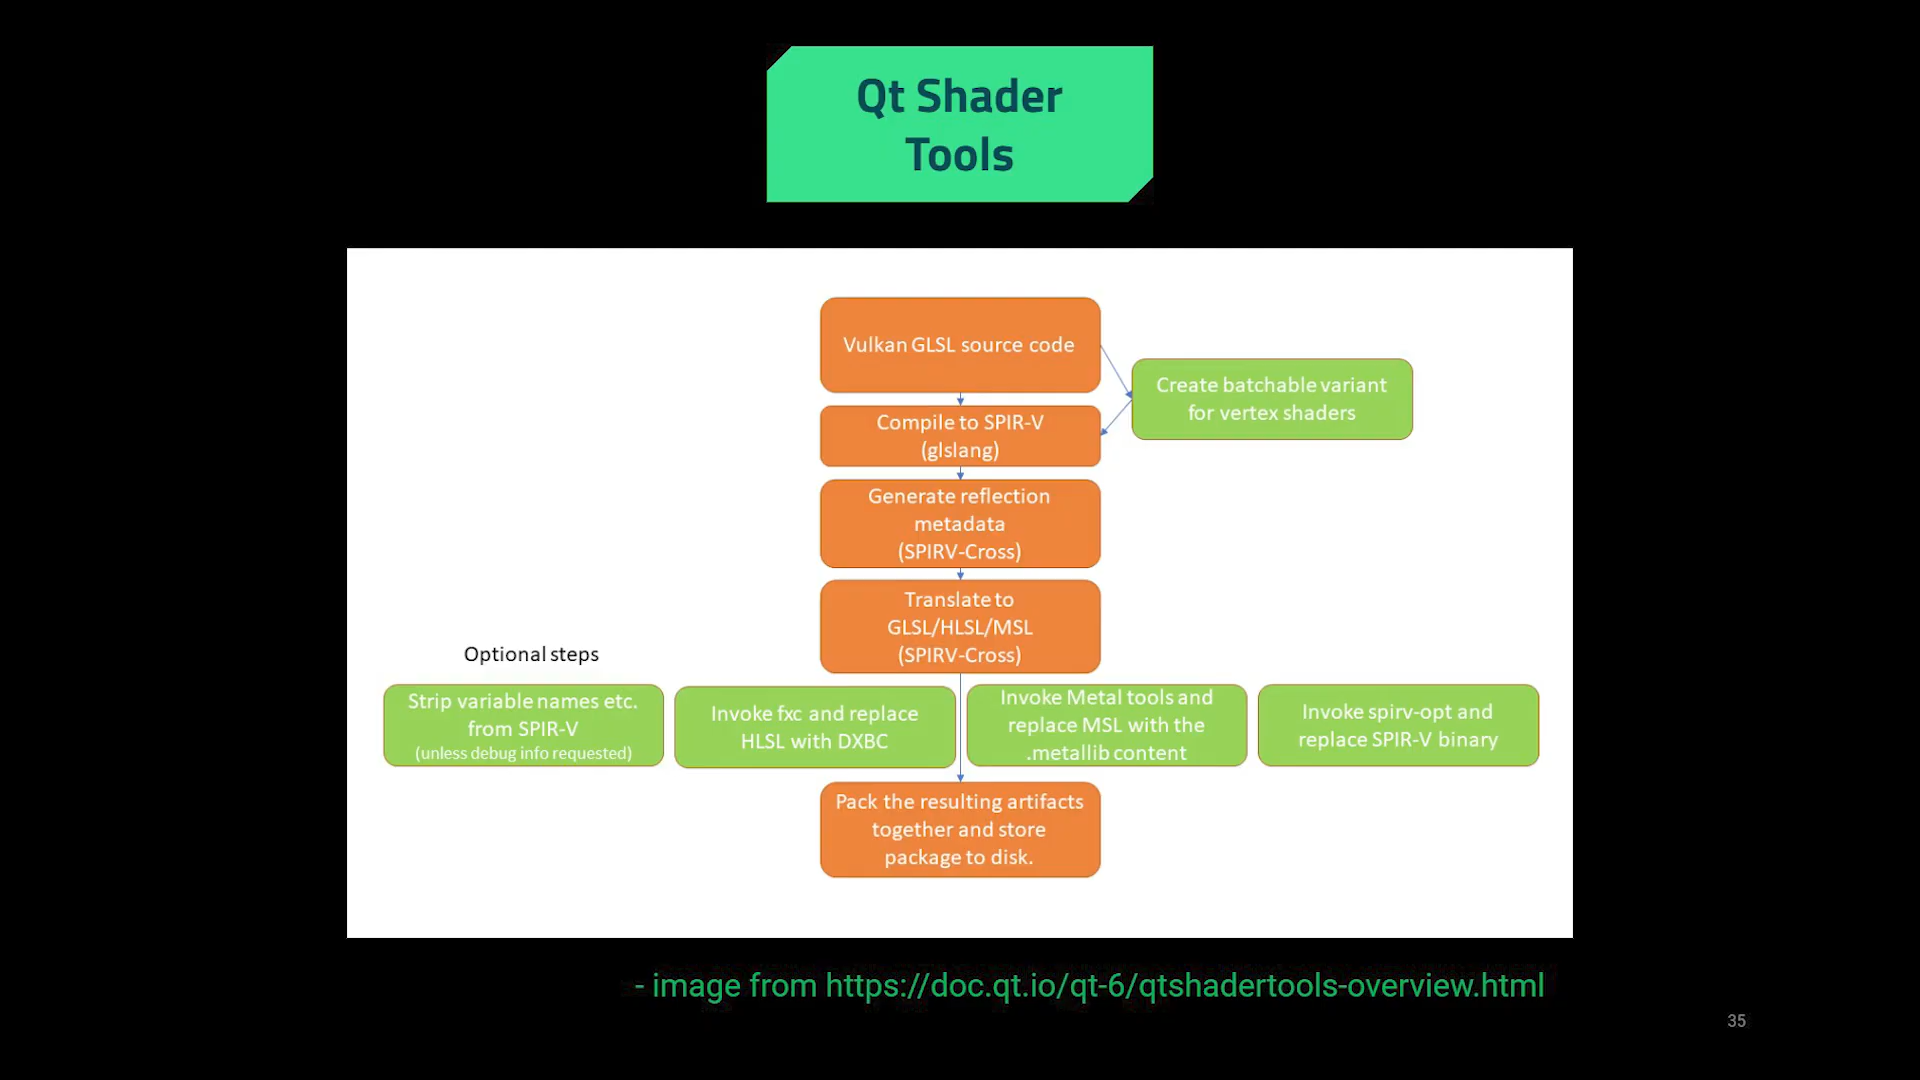 Qt Shader
Tools
Vulkan GLSL source code
Create batchable variant
for vertex shaders
Compile to SPIR-V
(glslang)
Generate reflection
metadata
(SPIRV-Cross)
Translate to
GLSL/HLSL/MSL
(SPIRV-Cross)
Optional steps
Strip variable names etc.
from SPIR-V
(unless debug info requested)
Invoke fxc and replace
HLSL with DXBC
Invoke Metal tools and
replace MSL with the
.metallib content
Invoke spirv-opt and
replace SPIR-V binary
Pack the resulting artifacts
together and store
package to disk.
- image from https://doc.qt.io/qt-6/qtshadertools-overview.html
35